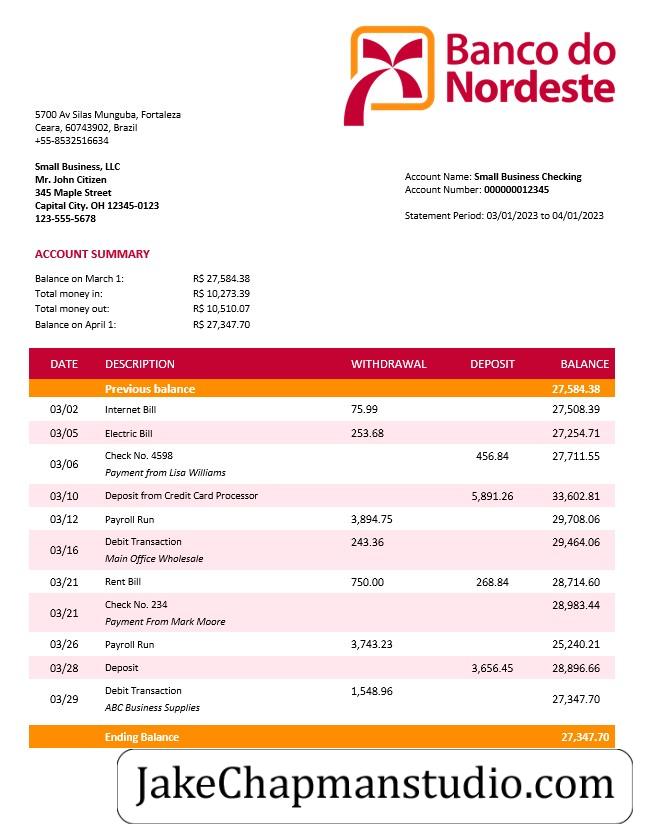 Banco do
Nordeste
5700 Av Silas Munguba, Fortaleza
Ceara, 60743902, Brazil
+55-8532516634
Small Business, LLC
Mr. John Citizen
345 Maple Street
Capital City. OH 12345-0123
123-555-5678
Account Name: Small Business Checking
Account Number: 000000012345
Statement Period: 03/01/2023 to 04/01/2023
ACCOUNT SUMMARY
Balance on March 1: R$ 27,584.38
Total money in: R$ 10,273.39
Total money out: R$ 10,510.07
Balance on April 1: R$ 27,347.70
DATE DESCRIPTION WITHDRAWAL DEPOSIT BALANCE
Previous balance 27,584.38
03/02 Internet Bill 75.99 27,508.39
03/05 Electric Bill 253.68 27,254.71
03/06 Check No. 4598 456.84 27,711.55
Payment from Lisa Williams
03/10 Deposit from Credit Card Processor 5,891.26 33,602.81
03/12 Payroll Run 3,894.75 29,708.06
03/16 Debit Transaction 243.36 29,464.06
Main Office Wholesale
03/21 Rent Bill 750.00 268.84 28,714.60
03/21 Check No. 234 28,983.44
Payment From Mark Moore
03/26 Payroll Run 3,743.23 25,240.21
03/28 Deposit 3,656.45 28,896.66
03/29 Debit Transaction 1,548.96 27,347.70
ABC Business Supplies
Ending Balance 27,347.70
JakeChapmanstudio.com